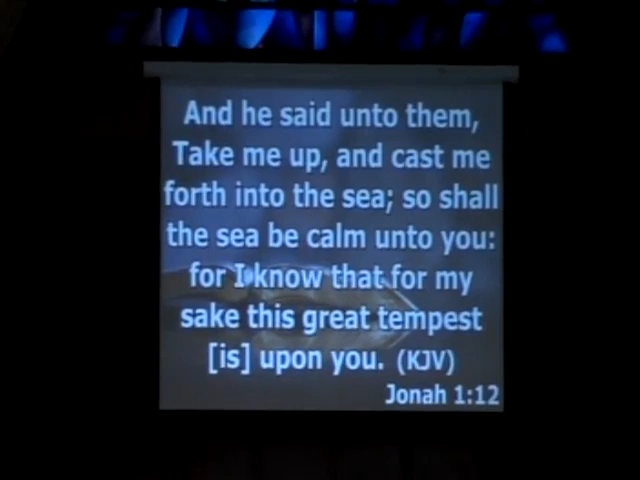 And he said unto them,
Take me up, and cast me
forth into the sea; so shall
the sea be calm unto you:
for I know that for my
sake this great tempest
[is] upon you. (KJV)
Jonah 1:12